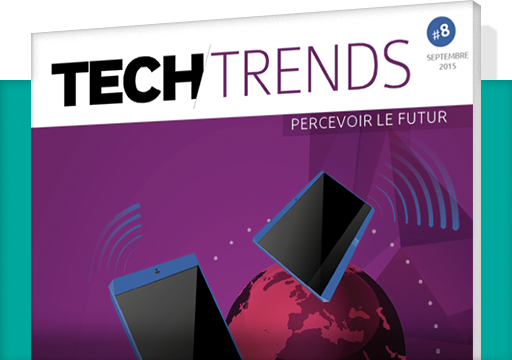 TECH/TRENDS
#8
SEPTEMBRE
2015
PERCEVOIR LE FUTUR